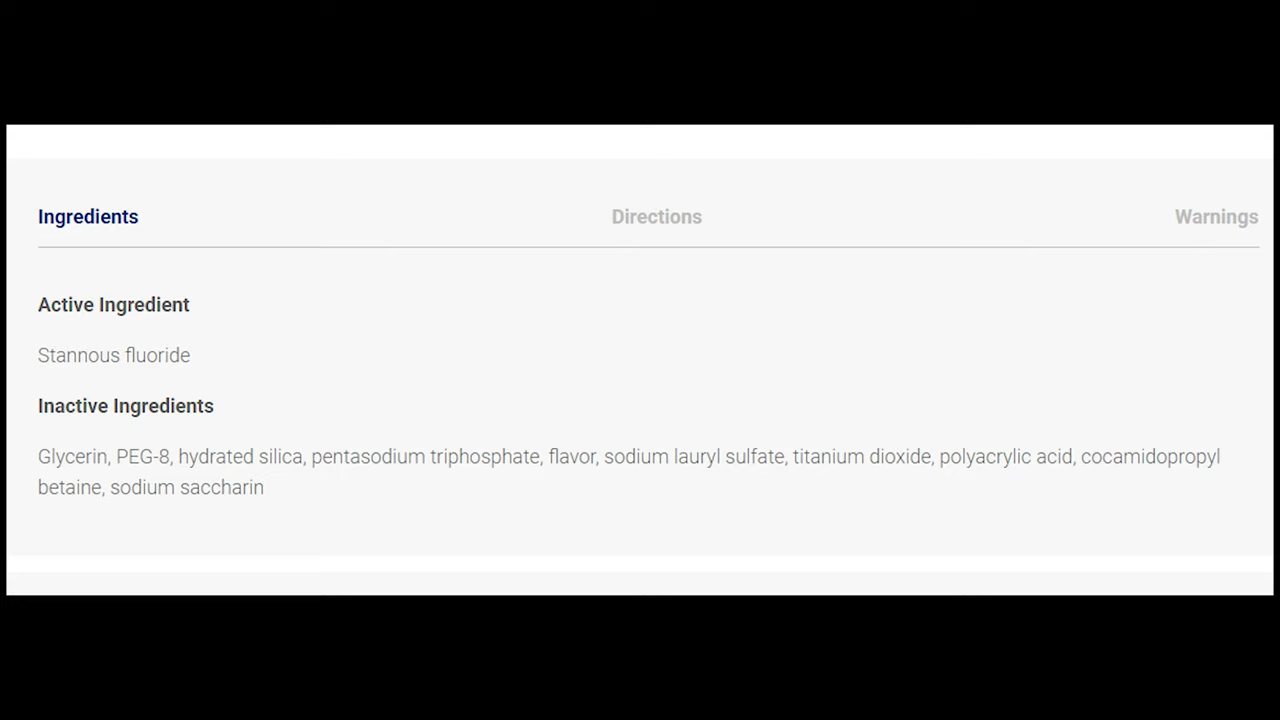 Ingredients Directions Warnings
Active Ingredient
Stannous fluoride
Inactive Ingredients
Glycerin, PEG-8, hydrated silica, pentasodium triphosphate, flavor, sodium lauryl sulfate, titanium dioxide, polyacrylic acid, cocamidopropyl
betaine, sodium saccharin